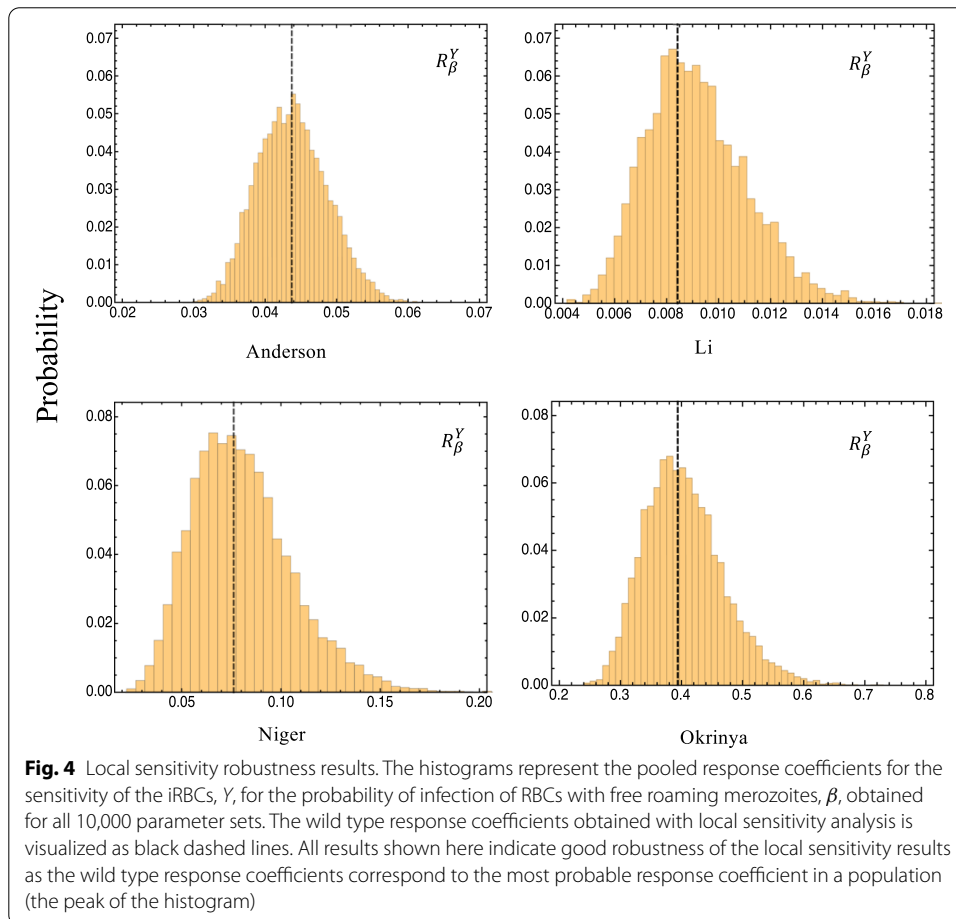 Probability
0.07
0.06
0.05
0.04
0.03
0.02
0.01
0.00
0.02 0.03 0.04 0.05 0.06 0.07
R_β^Y
Anderson
0.07
0.06
0.05
0.04
0.03
0.02
0.01
0.00
0.004 0.006 0.008 0.010 0.012 0.014 0.016 0.018
R_β^Y
Li
0.08
0.06
0.04
0.02
0.00
0.05 0.10 0.15 0.20
R_β^Y
Niger
0.08
0.06
0.04
0.02
0.00
0.2 0.3 0.4 0.5 0.6 0.7 0.8
R_β^Y
Okrinya
Fig. 4 Local sensitivity robustness results. The histograms represent the pooled response coefficients for the
sensitivity of the iRBCs, Y, for the probability of infection of RBCs with free roaming merozoites, β, obtained
for all 10,000 parameter sets. The wild type response coefficients obtained with local sensitivity analysis is
visualized as black dashed lines. All results shown here indicate good robustness of the local sensitivity results
as the wild type response coefficients correspond to the most probable response coefficient in a population
(the peak of the histogram)